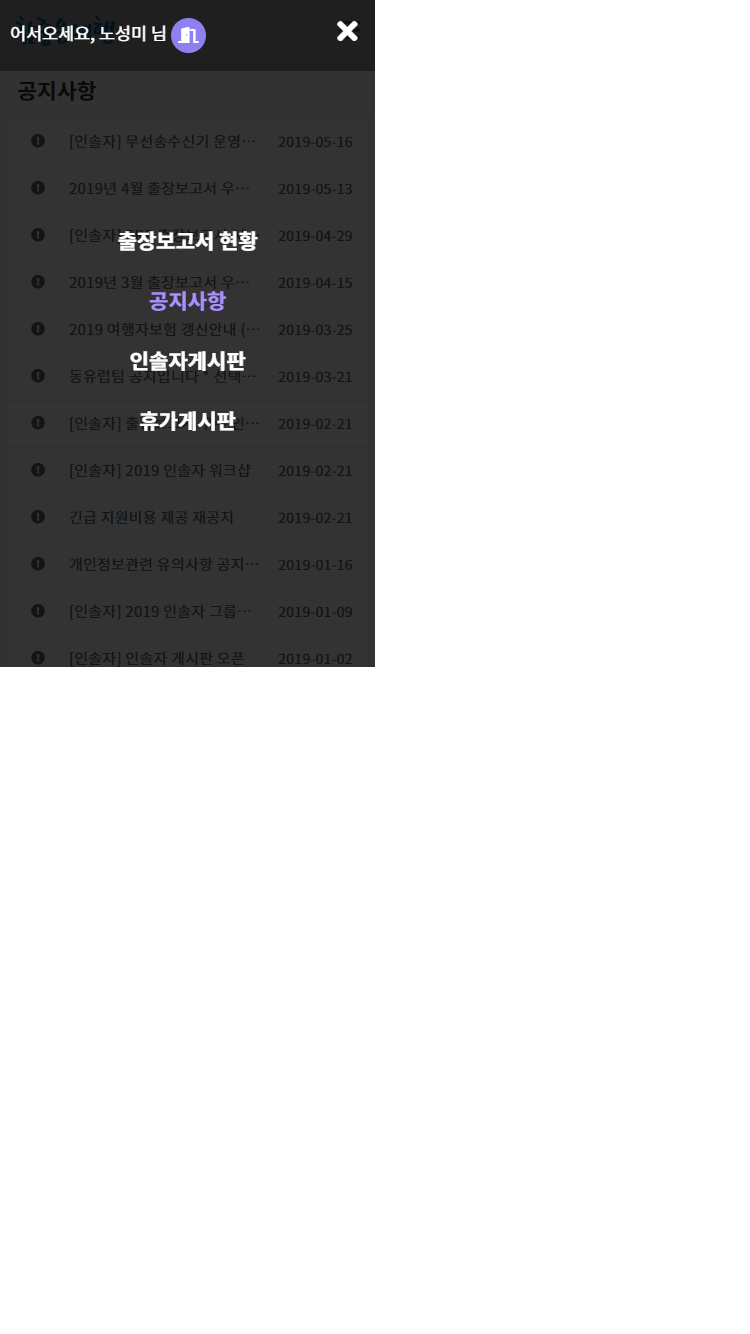 어서오세요, 노성미 님
공지사항
[인솔자] 무선송수신기 운영… 2019-05-16
2019년 4월 출장보고서 우… 2019-05-13
[인솔자] 2019-04-29
출장보고서 현황
2019년 3월 출장보고서 우… 2019-04-15
공지사항
2019 여행자보험 갱신안내 (… 2019-03-25
인솔자게시판
동유럽팀 공지입니다 * 선택… 2019-03-21
[인솔자] 2019-02-21
휴가게시판
[인솔자] 2019 인솔자 워크샵 2019-02-21
긴급 지원비용 제공 재공지 2019-02-21
개인정보관련 유의사항 공지… 2019-01-16
[인솔자] 2019 인솔자 그룹… 2019-01-09
[인솔자] 인솔자 게시판 오픈 2019-01-02